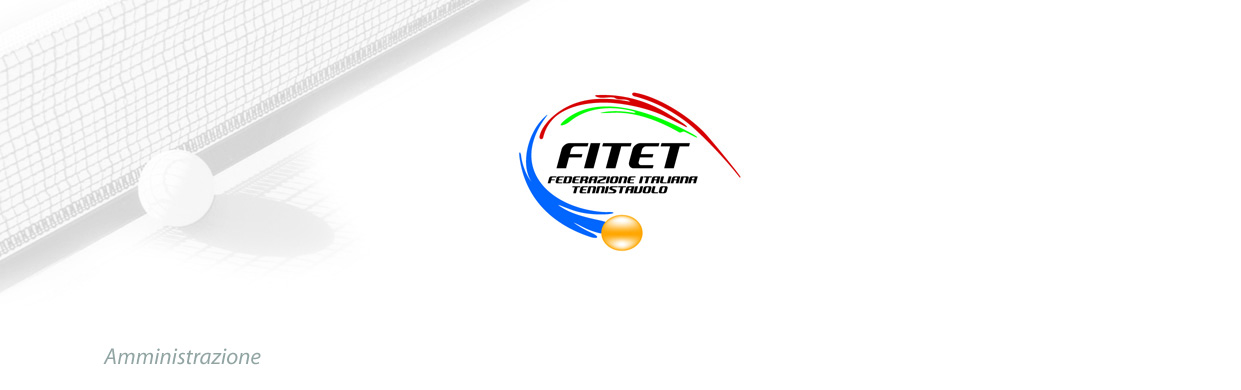 FITET
FEDERAZIONE ITALIANA
TENNISTAVOLO
Amministrazione